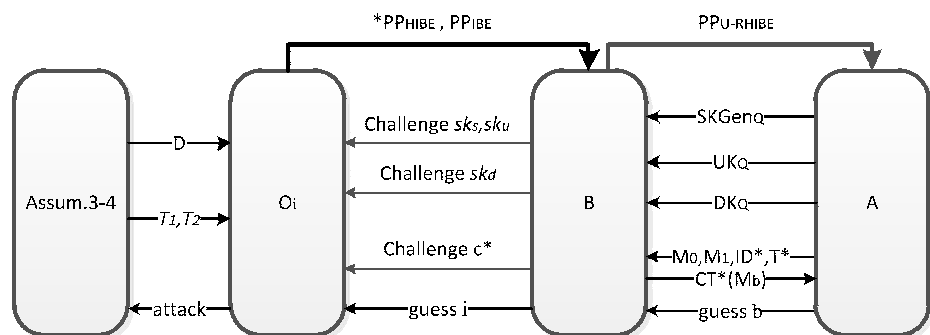 *PPHIBE , PPIBE
PPU-RHIBE
Challenge sks,sku
SKGenQ
D
Challenge skd
UKQ
Assum.3-4
T1,T2
Oi
B
DKQ
A
Challenge c*
M0,M1,ID*,T*
CT*(Mb)
attack
guess i
guess b